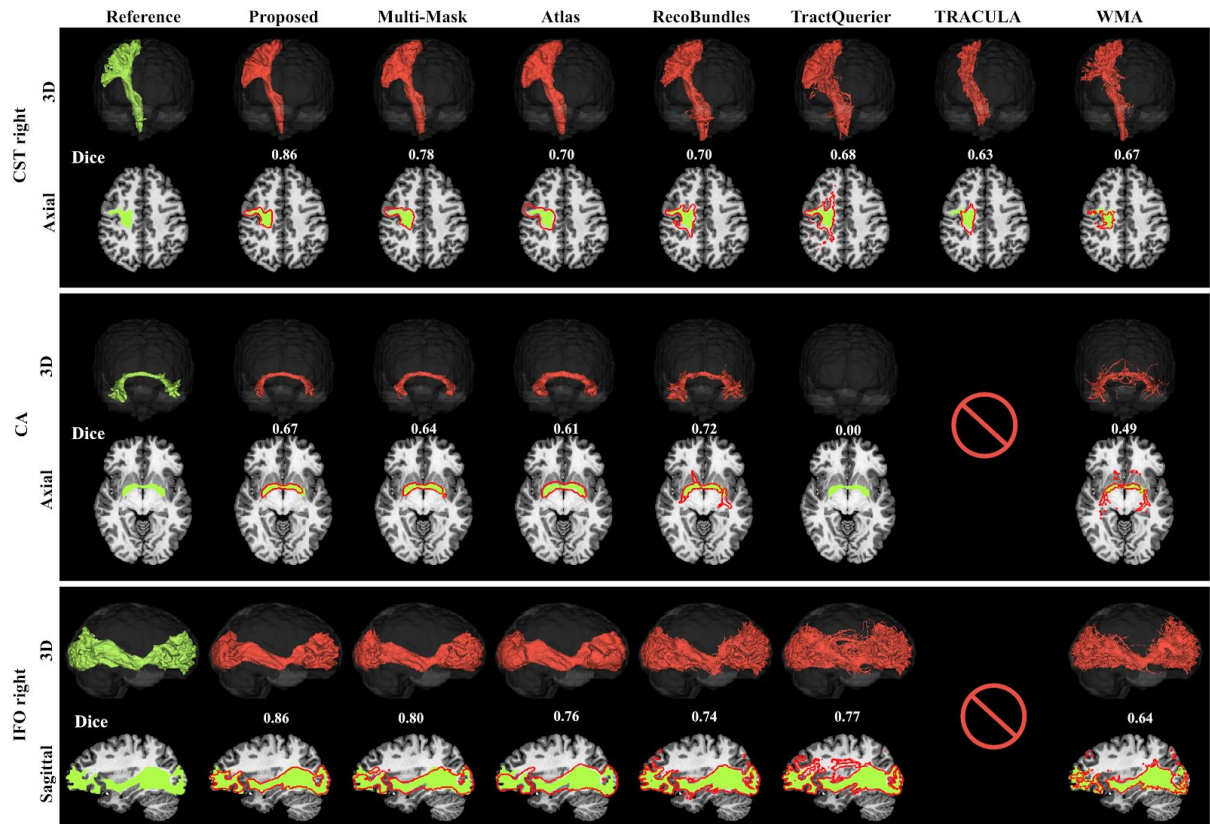 Reference Proposed Multi-Mask Atlas RecoBundles TractQuerier TRACULA WMA
CST right
3D
Dice 0.86 0.78 0.70 0.70 0.68 0.63 0.67
Axial
CA
3D
Dice 0.67 0.64 0.61 0.72 0.00 0.49
Axial
IFO right
3D
Dice 0.86 0.80 0.76 0.74 0.77 0.64
Sagittal